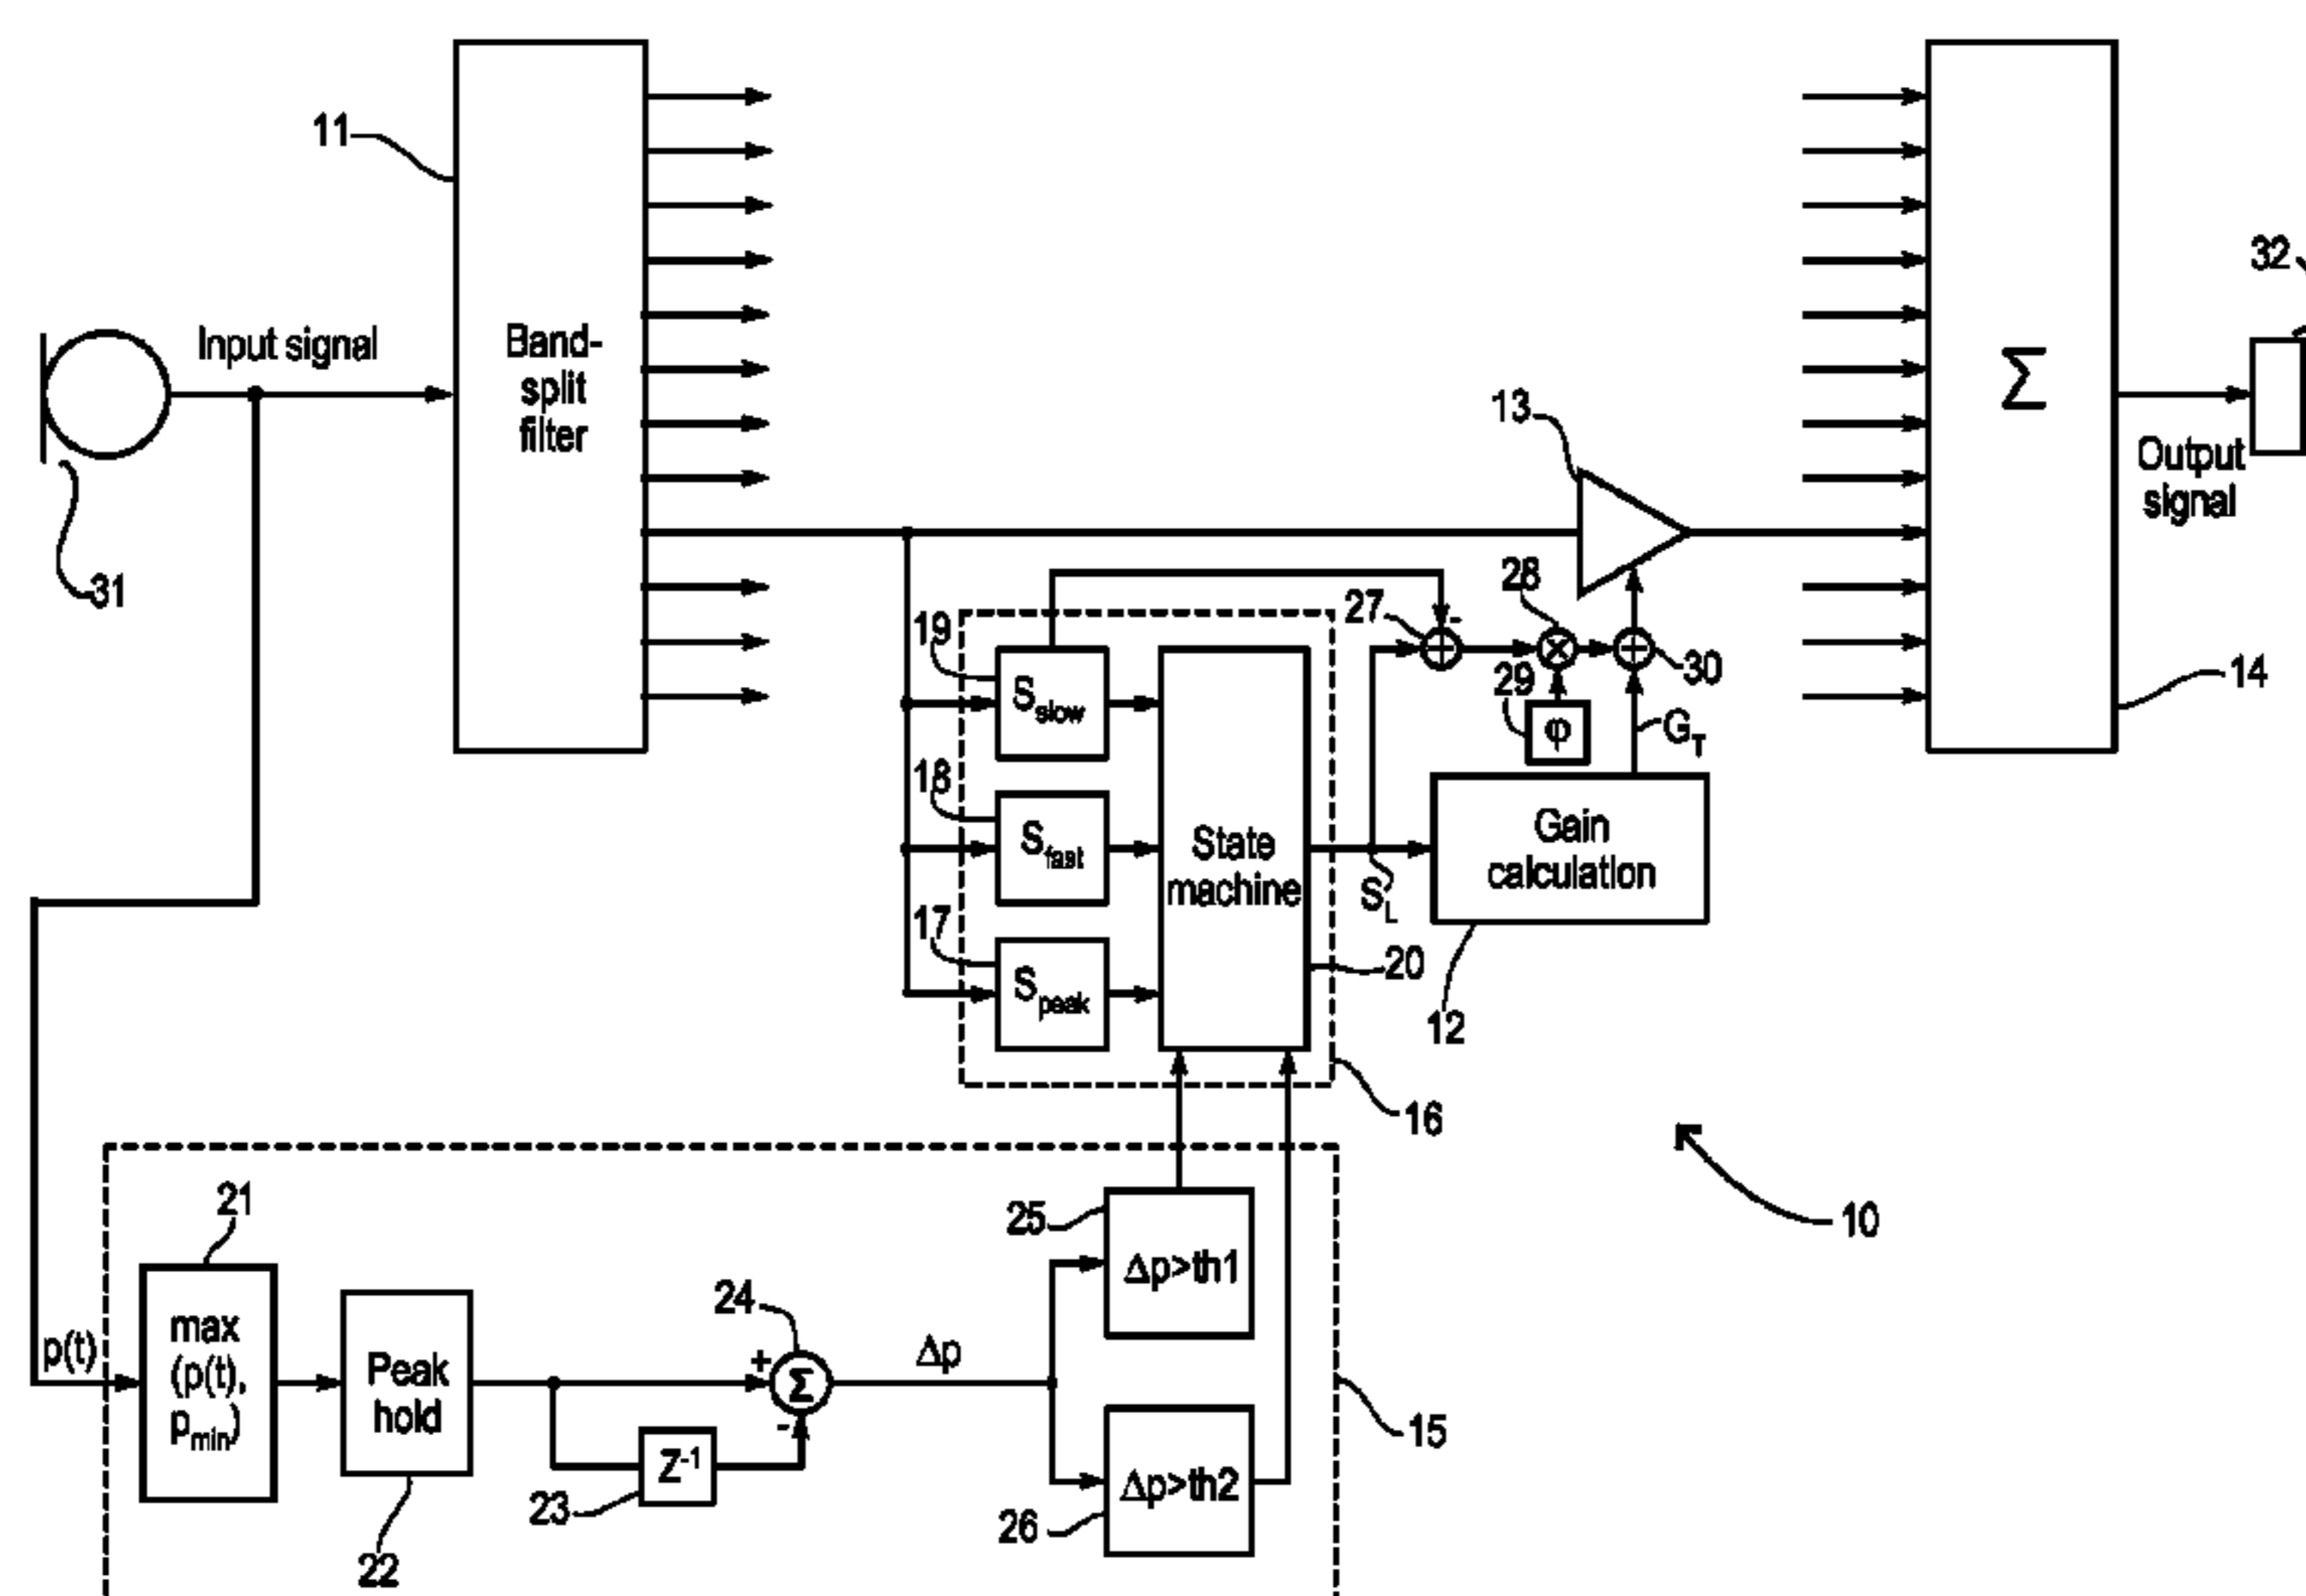 11
Input signal
Band-
split
filter
31
13
Σ
32
Output
signal
14
19
S_slow
18
S_fast
17
S_peak
State
machine
20
16
27
-
+
28
×
29
φ
+
30
G_T
S_L
Gain
calculation
12
10
p(t)
21
max
(p(t),
p_min)
Peak
hold
22
23
Z^-1
24
+
Σ
-
Δp
25
Δp>th1
26
Δp>th2
15